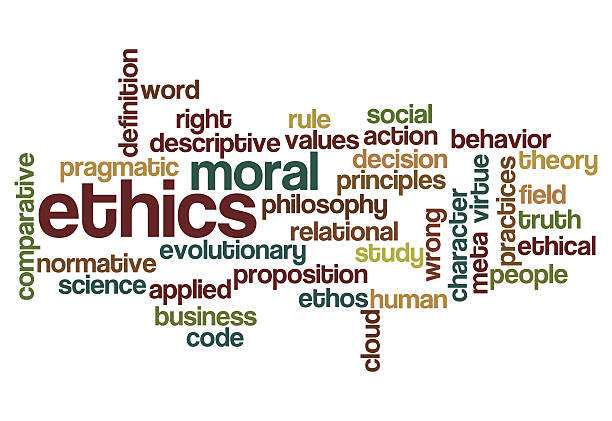 definition
word
right
rule
social
descriptive
values
action
behavior
pragmatic
moral
decision
theory
comparative
ethics
principles
virtue
practices
field
philosophy
character
truth
relational
wrong
meta
ethical
normative
evolutionary
study
people
science
applied
proposition
ethos
human
business
code
cloud